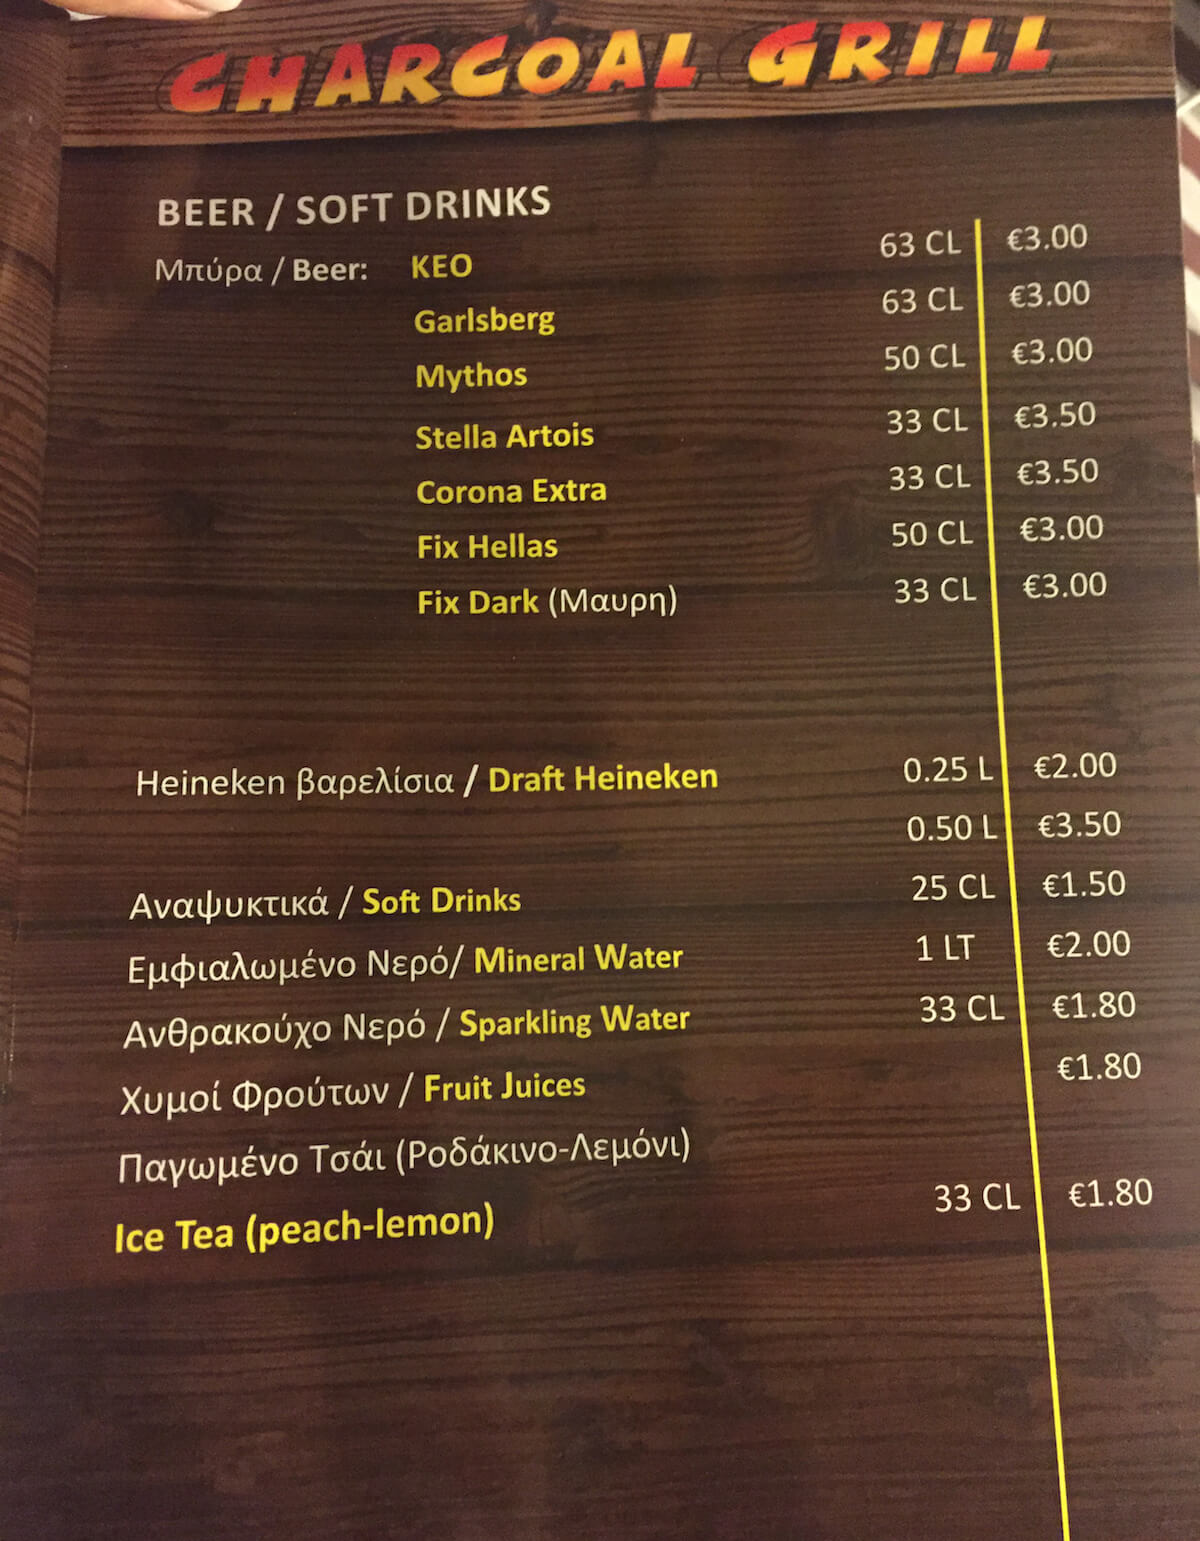 CHARCOAL GRILL
BEER / SOFT DRINKS
Μπύρα / Beer: KEO 63 CL €3.00
Garlsberg 63 CL €3.00
Mythos 50 CL €3.00
Stella Artois 33 CL €3.50
Corona Extra 33 CL €3.50
Fix Hellas 50 CL €3.00
Fix Dark (Μαυρη) 33 CL €3.00
Heineken βαρελίσια / Draft Heineken 0.25 L €2.00
0.50 L €3.50
Αναψυκτικά / Soft Drinks 25 CL €1.50
Εμφιαλωμένο Νερό/ Mineral Water 1 LT €2.00
Ανθρακούχο Νερό / Sparkling Water 33 CL €1.80
Χυμοί Φρούτων / Fruit Juices €1.80
Παγωμένο Τσάι (Ροδάκινο-Λεμόνι)
Ice Tea (peach-lemon) 33 CL €1.80